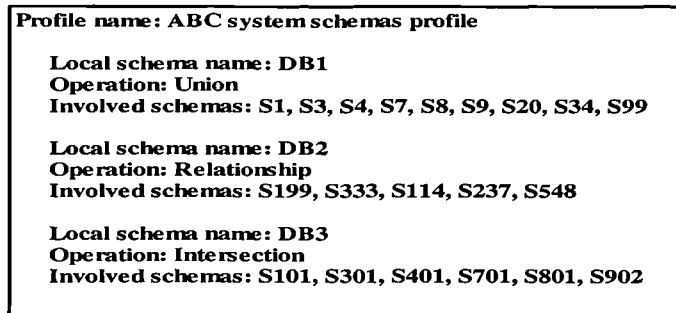 Profile name: ABC system schemas profile
Local schema name: DB1
Operation: Union
Involved schemas: S1, S3, S4, S7, S8, S9, S20, S34, S99
Local schema name: DB2
Operation: Relationship
Involved schemas: S199, S333, S114, S237, S548
Local schema name: DB3
Operation: Intersection
Involved schemas: S101, S301, S401, S701, S801, S902